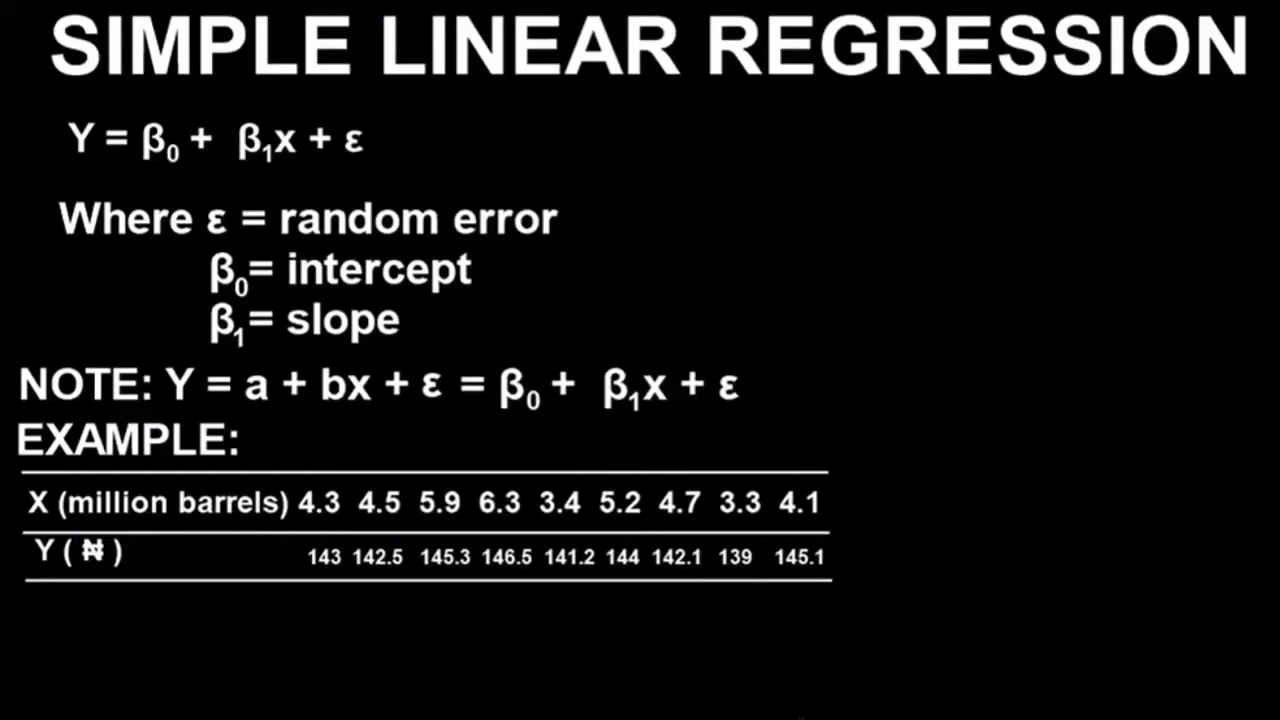 SIMPLE LINEAR REGRESSION
Y = β₀ + β₁x + ε
Where ε = random error
β₀= intercept
β₁= slope
NOTE: Y = a + bx + ε = β₀ + β₁x + ε
EXAMPLE:
X (million barrels) 4.3 4.5 5.9 6.3 3.4 5.2 4.7 3.3 4.1
Y ( ₦ ) 143 142.5 145.3 146.5 141.2 144 142.1 139 145.1